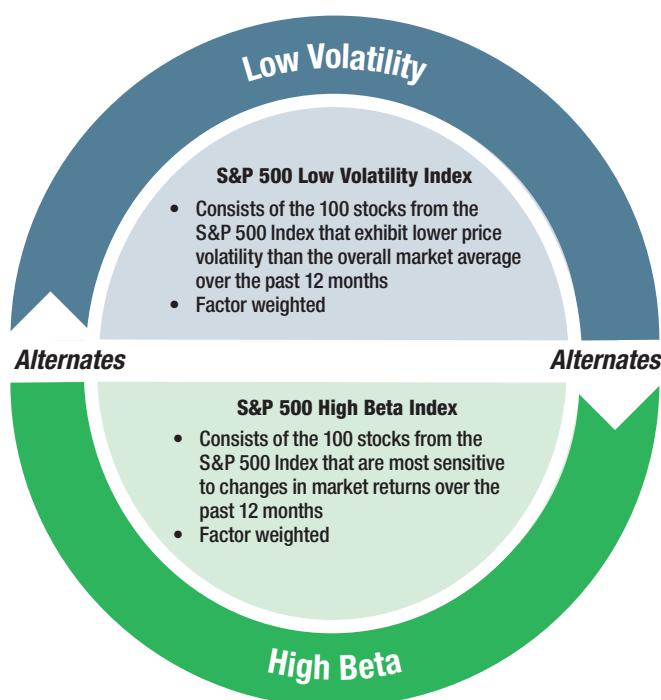 Low Volatility
S&P 500 Low Volatility Index
• Consists of the 100 stocks from the
S&P 500 Index that exhibit lower price
volatility than the overall market average
over the past 12 months
• Factor weighted
Alternates
Alternates
S&P 500 High Beta Index
• Consists of the 100 stocks from the
S&P 500 Index that are most sensitive
to changes in market returns over the
past 12 months
• Factor weighted
High Beta